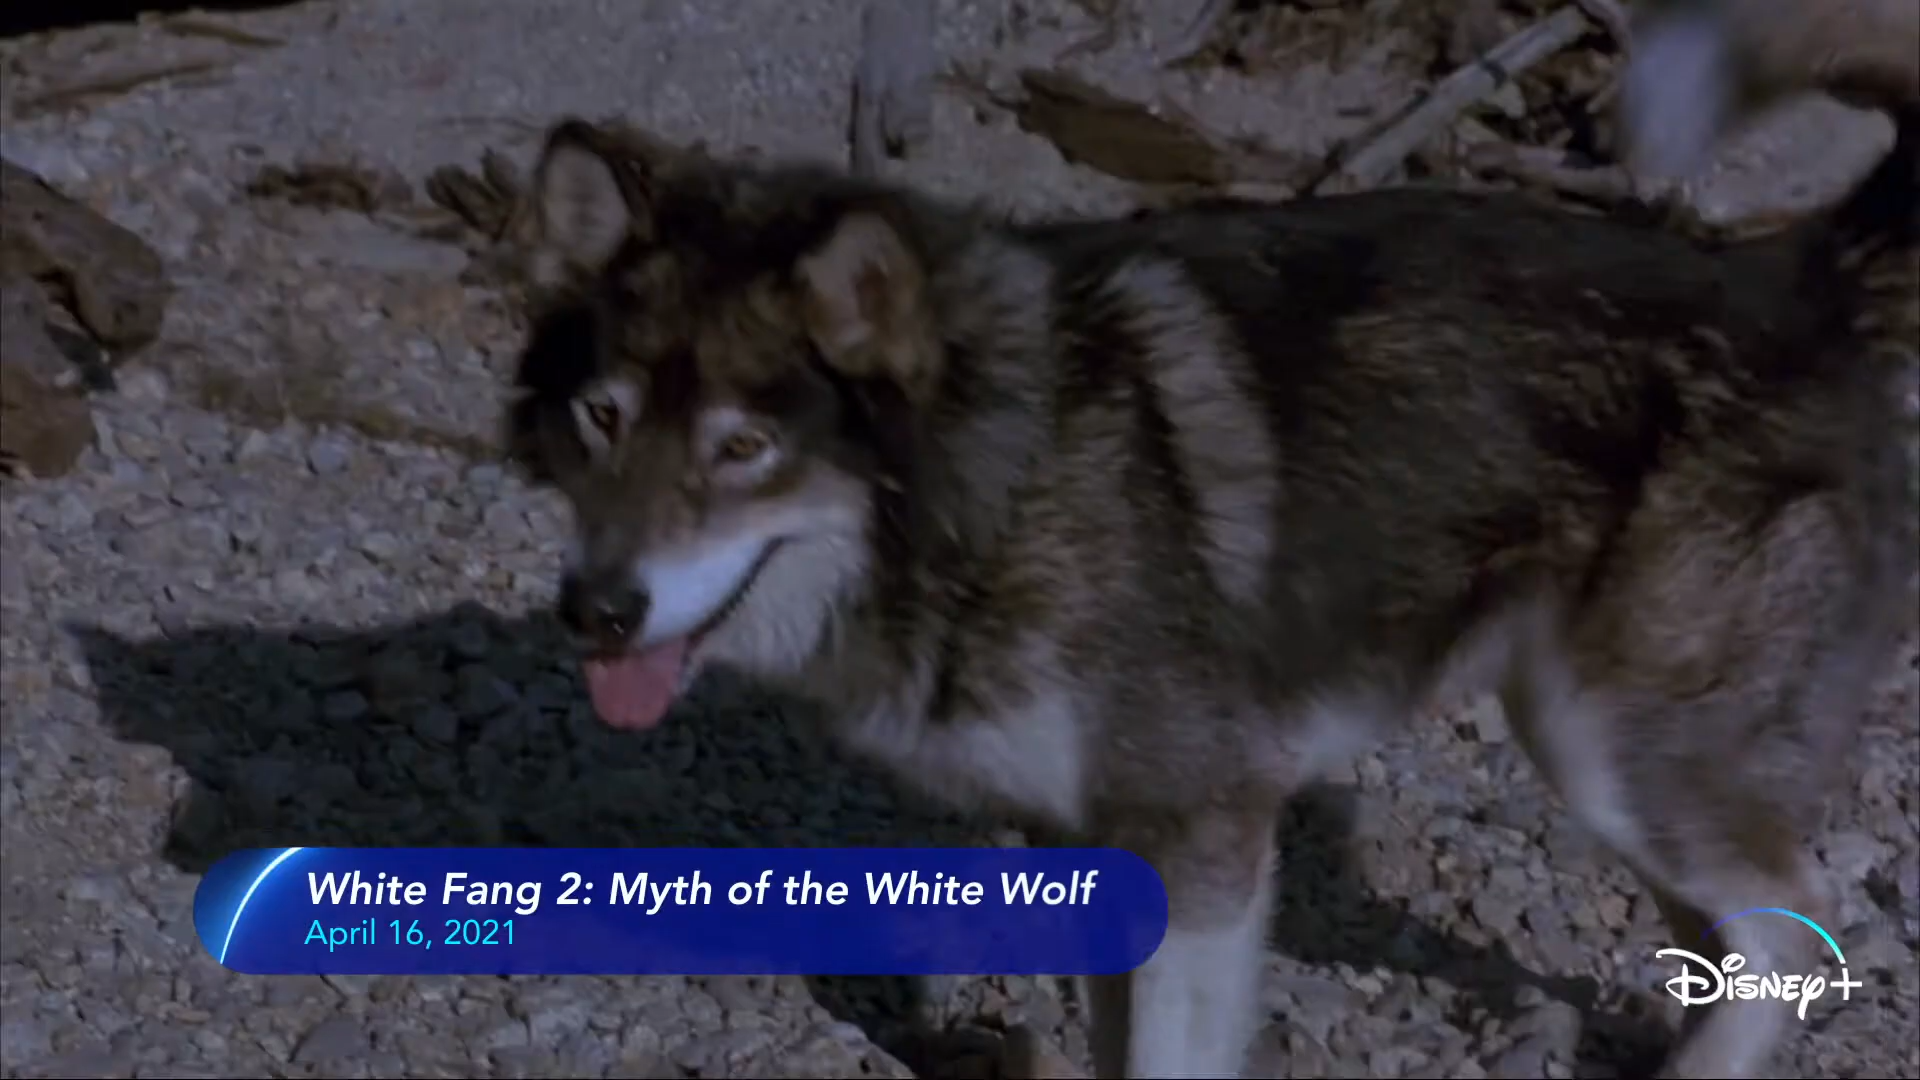 White Fang 2: Myth of the White Wolf
April 16, 2021
Disney+